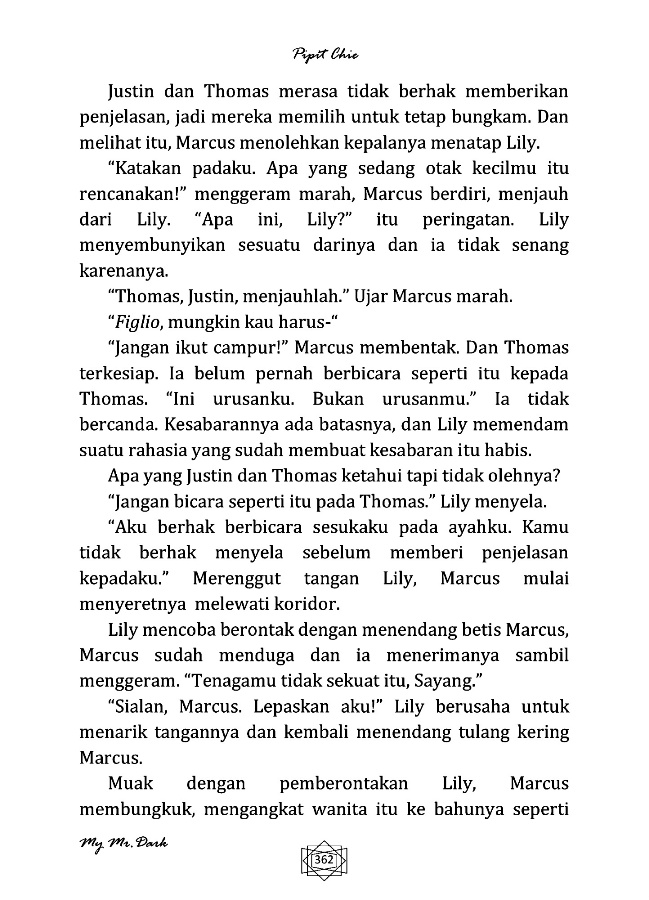 Pipit Chie
Justin dan Thomas merasa tidak berhak memberikan
penjelasan, jadi mereka memilih untuk tetap bungkam. Dan
melihat itu, Marcus menolehkan kepalanya menatap Lily.
“Katakan padaku. Apa yang sedang otak kecilmu itu
rencanakan!” menggeram marah, Marcus berdiri, menjauh
dari Lily. “Apa ini, Lily?” itu peringatan. Lily
menyembunyikan sesuatu darinya dan ia tidak senang
karenanya.
“Thomas, Justin, menjauhlah.” Ujar Marcus marah.
“Figlio, mungkin kau harus-“
“Jangan ikut campur!” Marcus membentak. Dan Thomas
terkesiap. Ia belum pernah berbicara seperti itu kepada
Thomas. “Ini urusanku. Bukan urusanmu.” Ia tidak
bercanda. Kesabarannya ada batasnya, dan Lily memendam
suatu rahasia yang sudah membuat kesabaran itu habis.
Apa yang Justin dan Thomas ketahui tapi tidak olehnya?
“Jangan bicara seperti itu pada Thomas.” Lily menyela.
“Aku berhak berbicara sesukaku pada ayahku. Kamu
tidak berhak menyela sebelum memberi penjelasan
kepadaku.” Merenggut tangan Lily, Marcus mulai
menyeretnya melewati koridor.
Lily mencoba berontak dengan menendang betis Marcus,
Marcus sudah menduga dan ia menerimanya sambil
menggeram. “Tenagamu tidak sekuat itu, Sayang.”
“Sialan, Marcus. Lepaskan aku!” Lily berusaha untuk
menarik tangannya dan kembali menendang tulang kering
Marcus.
Muak dengan pemberontakan Lily, Marcus
membungkuk, mengangkat wanita itu ke bahunya seperti
My Mr. Dark
362